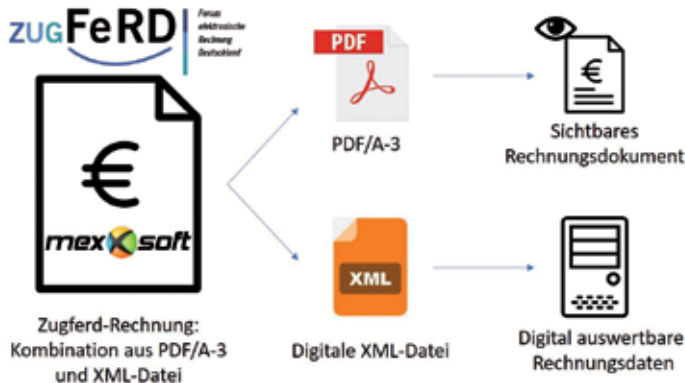 ZUGFeRD
Forum
elektronische
Rechnung
Deutschland
€
mexXsoft
Zugferd-Rechnung:
Kombination aus PDF/A-3
und XML-Datei
PDF
PDF/A-3
XML
Digitale XML-Datei
€
Sichtbares
Rechnungsdokument
Digital auswertbare
Rechnungsdaten